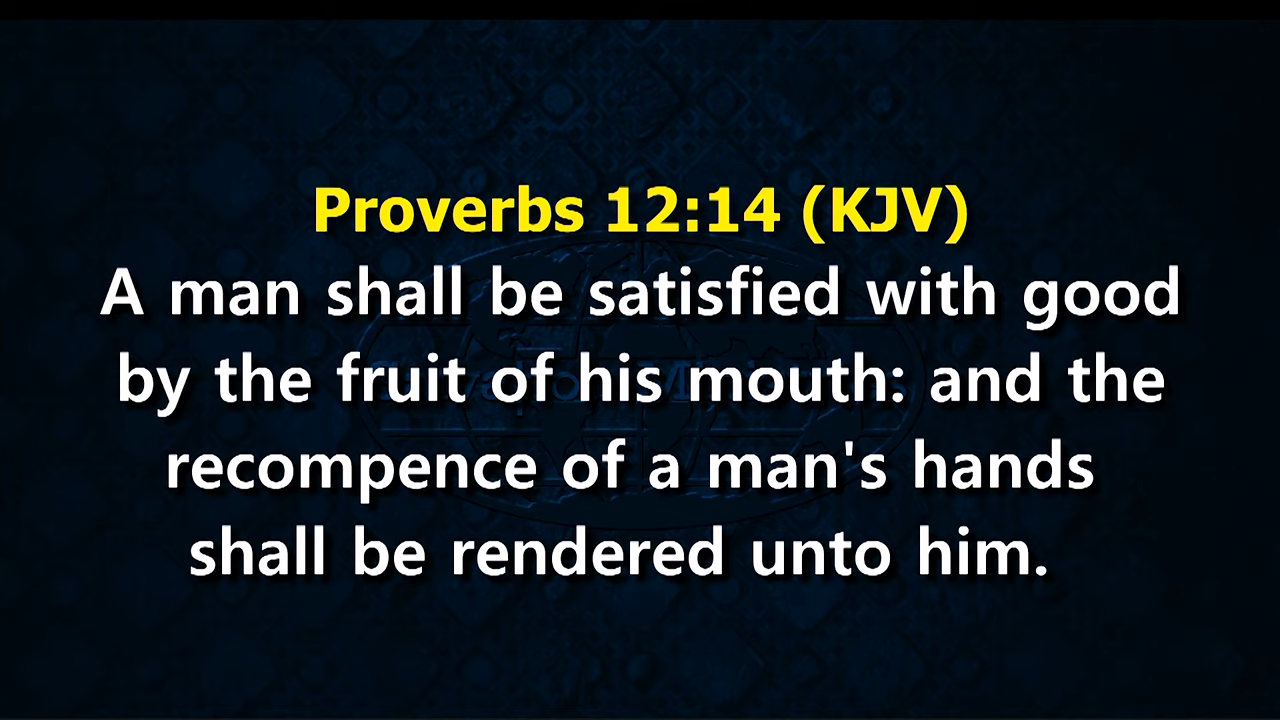 Proverbs 12:14 (KJV)
A man shall be satisfied with good
by the fruit of his mouth: and the
recompence of a man's hands
shall be rendered unto him.